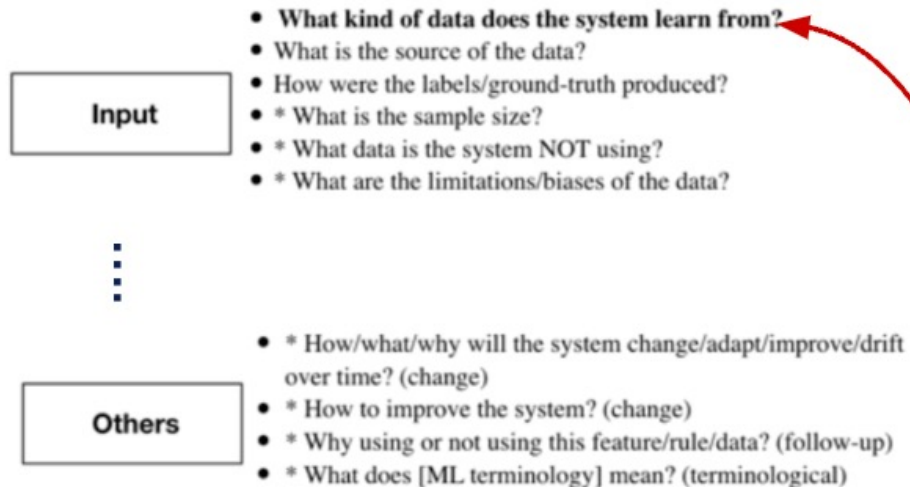 • What kind of data does the system learn from?
• What is the source of the data?
Input
• How were the labels/ground-truth produced?
• * What is the sample size?
• * What data is the system NOT using?
• * What are the limitations/biases of the data?
• * How/what/why will the system change/adapt/improve/drift
over time? (change)
Others
• * How to improve the system? (change)
• * Why using or not using this feature/rule/data? (follow-up)
• * What does [ML terminology] mean? (terminological)